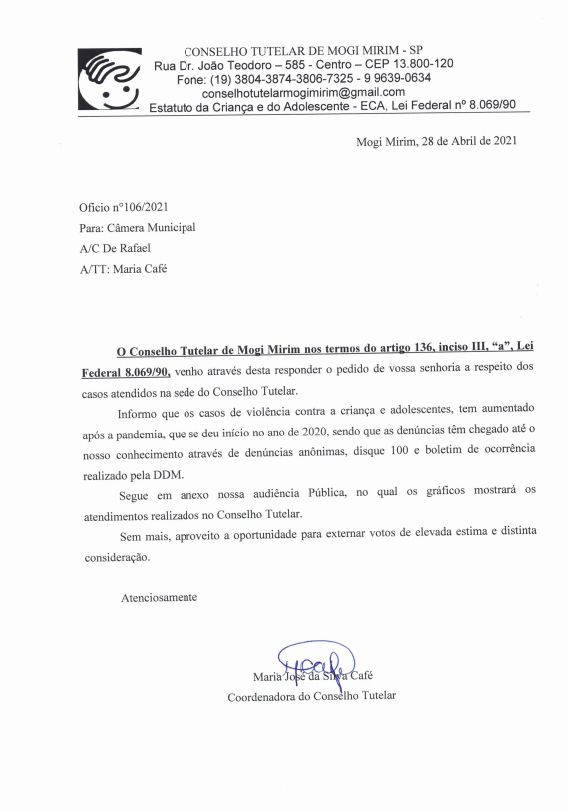 CONSELHO TUTELAR DE MOGI MIRIM - SP
Rua Dr. João Teodoro – 585 - Centro – CEP 13.800-120
Fone: (19) 3804-3874-3806-7325 - 9 9639-0634
conselhotutelarmogimirim@gmail.com
Estatuto da Criança e do Adolescente - ECA, Lei Federal nº 8.069/90
Mogi Mirim, 28 de Abril de 2021
Oficio n°106/2021
Para: Câmera Municipal
A/C De Rafael
A/TT: Maria Café
O Conselho Tutelar de Mogi Mirim nos termos do artigo 136, inciso III, “a”, Lei
Federal 8.069/90, venho através desta responder o pedido de vossa senhoria a respeito dos
casos atendidos na sede do Conselho Tutelar.
Informo que os casos de violência contra a criança e adolescentes, tem aumentado
após a pandemia, que se deu início no ano de 2020, sendo que as denúncias têm chegado até o
nosso conhecimento através de denúncias anônimas, disque 100 e boletim de ocorrência
realizado pela DDM.
Segue em anexo nossa audiência Pública, no qual os gráficos mostrará os
atendimentos realizados no Conselho Tutelar.
Sem mais, aproveito a oportunidade para externar votos de elevada estima e distinta
consideração.
Atenciosamente
Maria José da Silva Café
Coordenadora do Conselho Tutelar